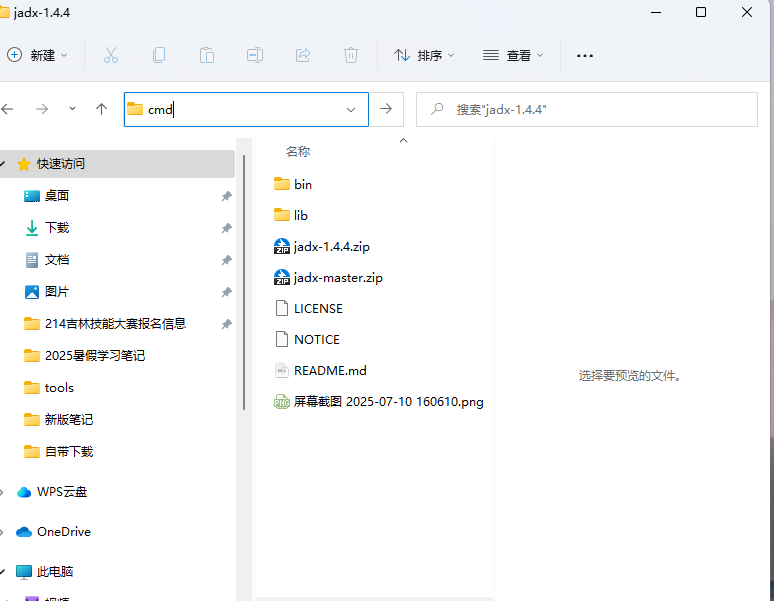 jadx-1.4.4
新建 排序 查看 ...
cmd 搜索"jadx-1.4.4"
快速访问
桌面
下载
文档
图片
214吉林技能大赛报名信息
2025暑假学习笔记
tools
新版笔记
自带下载
WPS云盘
OneDrive
此电脑
视频
名称
bin
lib
jadx-1.4.4.zip
jadx-master.zip
LICENSE
NOTICE
README.md
屏幕截图 2025-07-10 160610.png
选择要预览的文件。